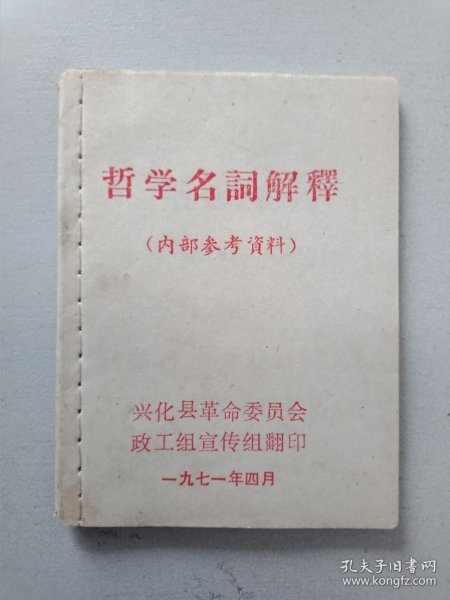 哲学名詞解釋
（内部参考資料）
兴化县革命委员会
政工组宣传组翻印
一九七一年四月
孔夫子旧书网
www.kongfz.com